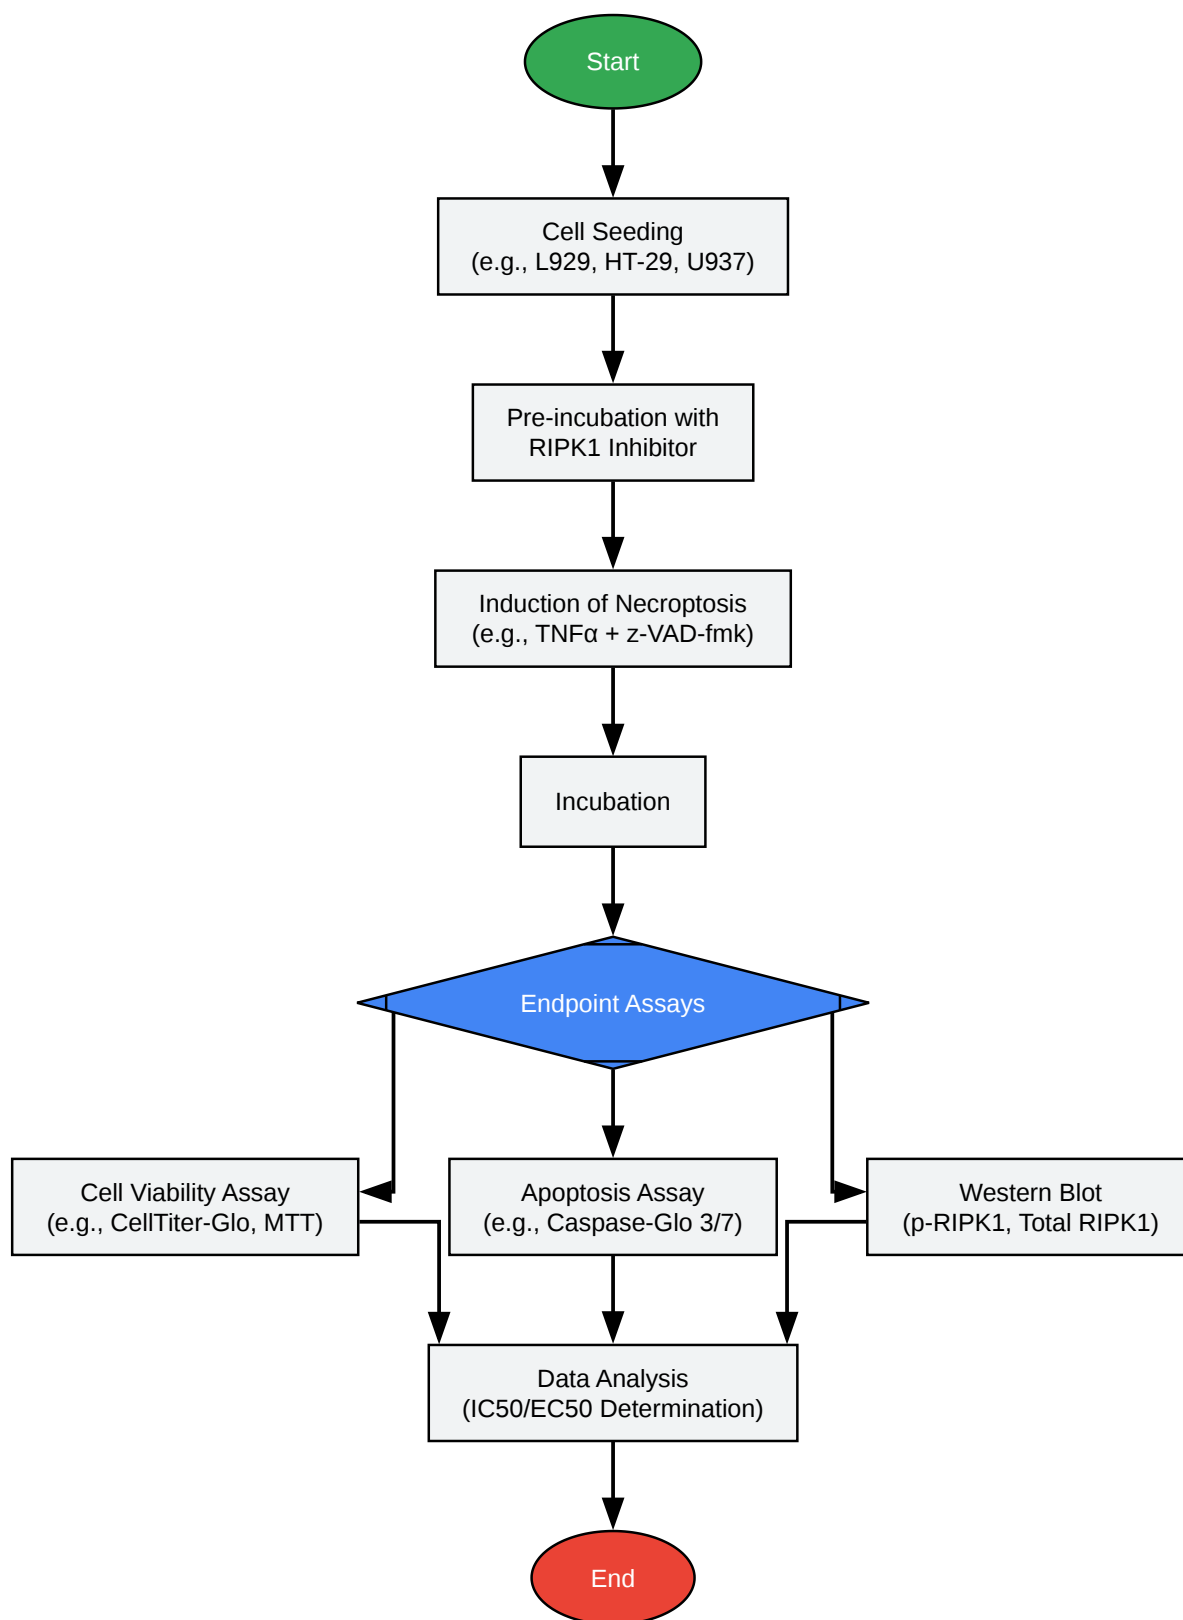 Start
Cell Seeding
(e.g., L929, HT-29, U937)
Pre-incubation with
RIPK1 Inhibitor
Induction of Necroptosis
(e.g., TNFα + z-VAD-fmk)
Incubation
Endpoint Assays
Cell Viability Assay
(e.g., CellTiter-Glo, MTT)
Apoptosis Assay
(e.g., Caspase-Glo 3/7)
Western Blot
(p-RIPK1, Total RIPK1)
Data Analysis
(IC50/EC50 Determination)
End